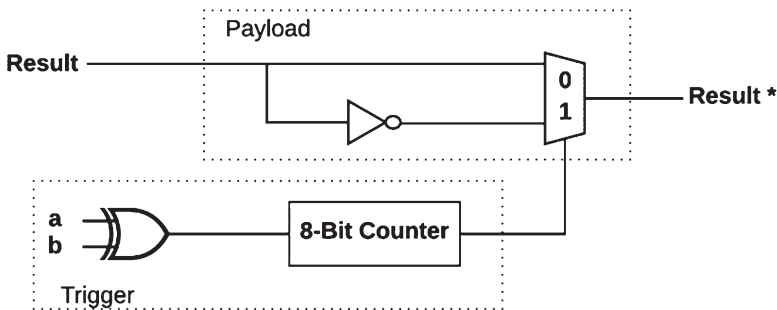 Payload
Result
0
1
Result *
a
b
8-Bit Counter
Trigger